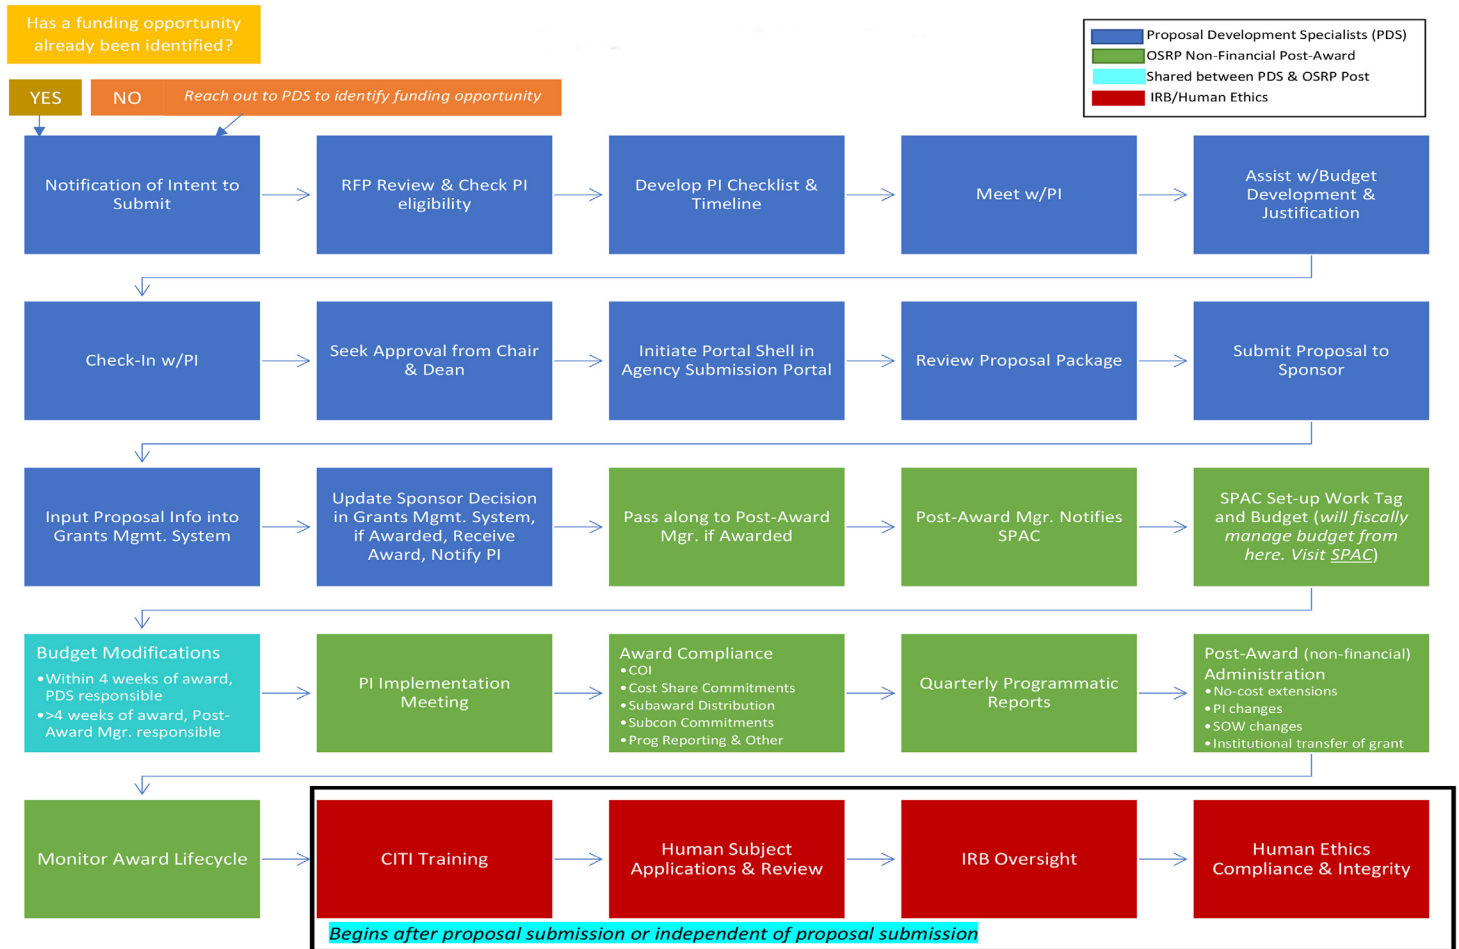 Has a funding opportunity
already been identified?
YES
NO
Reach out to PDS to identify funding opportunity
Proposal Development Specialists (PDS)
OSRP Non-Financial Post-Award
Shared between PDS & OSRP Post
IRB/Human Ethics
Notification of Intent to
Submit
RFP Review & Check PI
eligibility
Develop PI Checklist &
Timeline
Meet w/PI
Assist w/Budget
Development &
Justification
Check-In w/PI
Seek Approval from Chair
& Dean
Initiate Portal Shell in
Agency Submission Portal
Review Proposal Package
Submit Proposal to
Sponsor
Input Proposal Info into
Grants Mgmt. System
Update Sponsor Decision
in Grants Mgmt. System,
if Awarded, Receive
Award, Notify PI
Pass along to Post-Award
Mgr. if Awarded
Post-Award Mgr. Notifies
SPAC
SPAC Set-up Work Tag
and Budget (will fiscally
manage budget from
here. Visit SPAC)
Budget Modifications
•Within 4 weeks of award,
PDS responsible
•>4 weeks of award, Post-
Award Mgr. responsible
PI Implementation
Meeting
Award Compliance
•COI
•Cost Share Commitments
•Subaward Distribution
•Subcon Commitments
•Prog Reporting & Other
Quarterly Programmatic
Reports
Post-Award (non-financial)
Administration
•No-cost extensions
•PI changes
•SOW changes
•Institutional transfer of grant
Monitor Award Lifecycle
CITI Training
Human Subject
Applications & Review
IRB Oversight
Human Ethics
Compliance & Integrity
Begins after proposal submission or independent of proposal submission